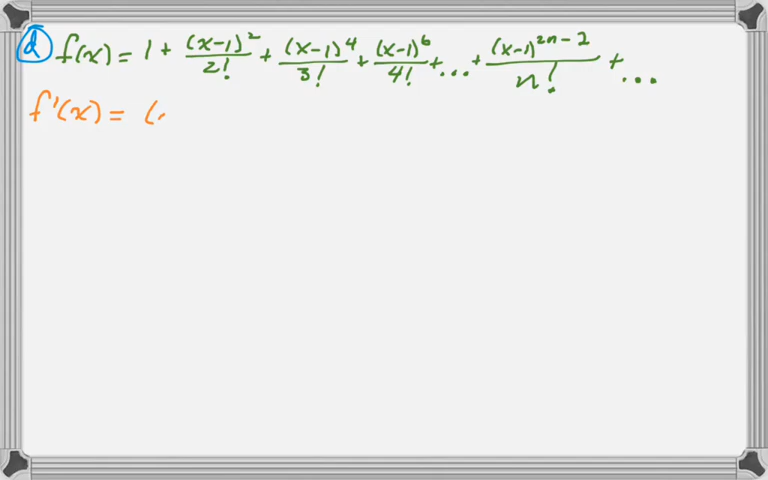 d f(x) = 1 + (x-1)^2/2! + (x-1)^4/3! + (x-1)^6/4! + ... + (x-1)^(2n-2)/n! + ...
f'(x) = (